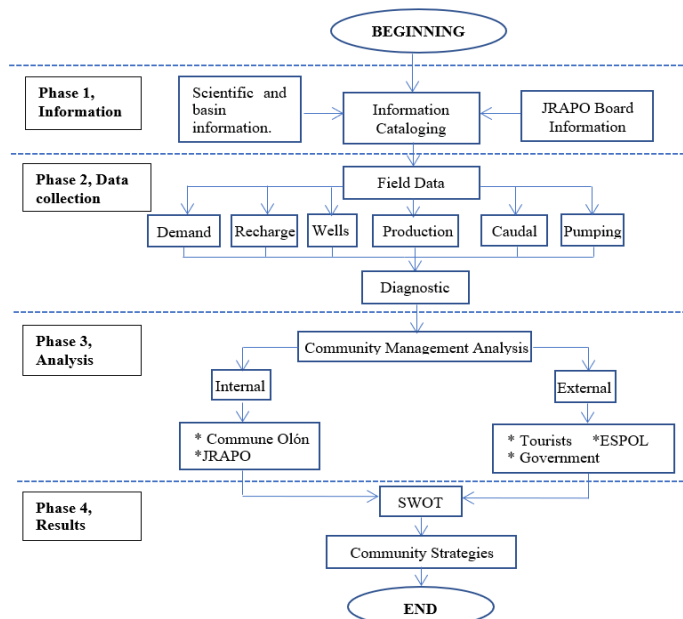 BEGINNING
Phase 1,
Information
Scientific and
basin
information.
Information
Cataloging
JRAPO Board
Information
Phase 2, Data
collection
Field Data
Demand
Recharge
Wells
Production
Caudal
Pumping
Diagnostic
Phase 3,
Analysis
Community Management Analysis
Internal
External
* Commune Olón
*JRAPO
* Tourists *ESPOL
* Government
Phase 4,
Results
SWOT
Community Strategies
END